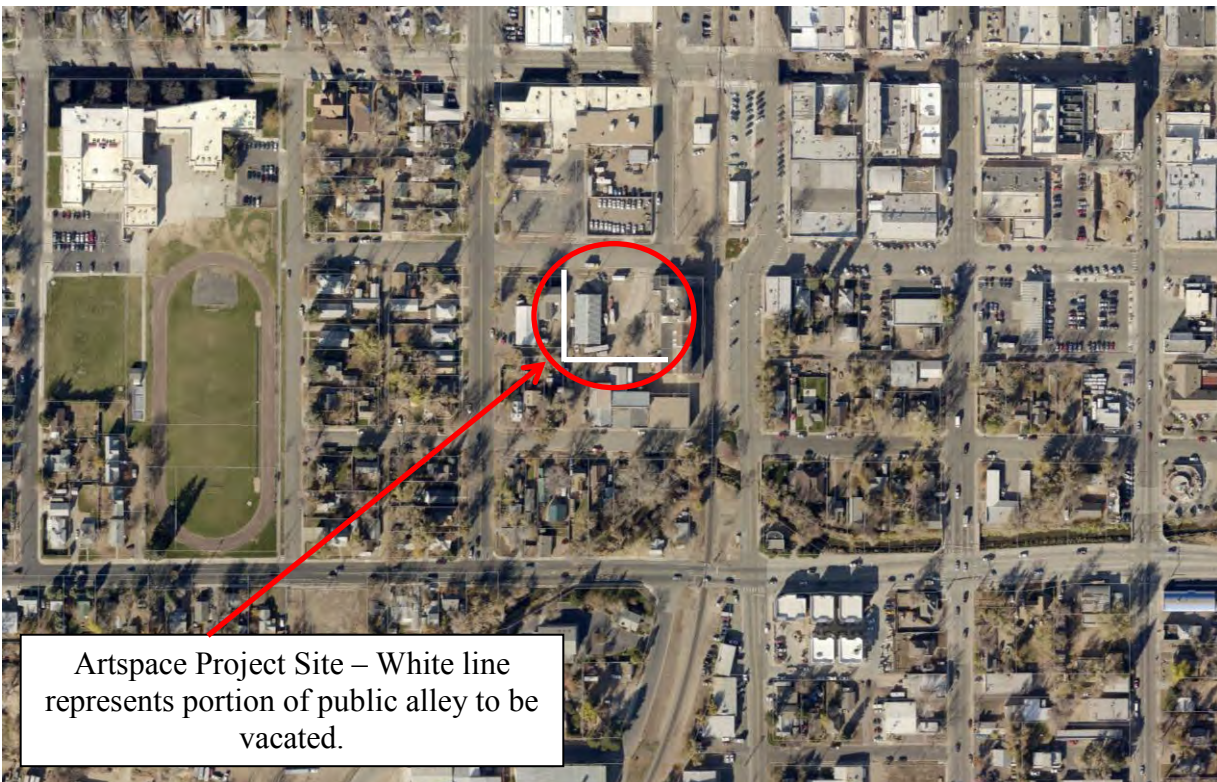 Artspace Project Site – White line
represents portion of public alley to be
vacated.